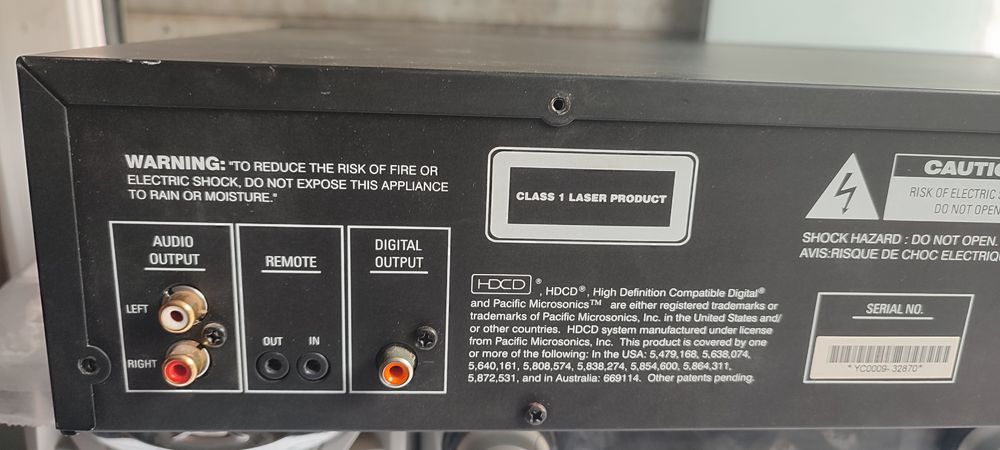 WARNING: "TO REDUCE THE RISK OF FIRE OR
ELECTRIC SHOCK, DO NOT EXPOSE THIS APPLIANCE
TO RAIN OR MOISTURE."
AUDIO
OUTPUT
LEFT
RIGHT
REMOTE
OUT IN
DIGITAL
OUTPUT
CLASS 1 LASER PRODUCT
HDCD ®, HDCD®, High Definition Compatible Digital®
and Pacific Microsonics™ are either registered trademarks or
trademarks of Pacific Microsonics, Inc. in the United States and/
or other countries. HDCD system manufactured under license
from Pacific Microsonics, Inc. This product is covered by one
or more of the following: In the USA: 5,479,168, 5,638,074,
5,640,161, 5,808,574, 5,838,274, 5,854,600, 5,864,311,
5,872,531, and in Australia: 669114. Other patents pending.
CAUTIO
RISK OF ELECTRIC S
DO NOT OPEN
SHOCK HAZARD : DO NOT OPEN.
AVIS:RISQUE DE CHOC ELECTRIQU
SERIAL NO.
* YC0009- 32870 *